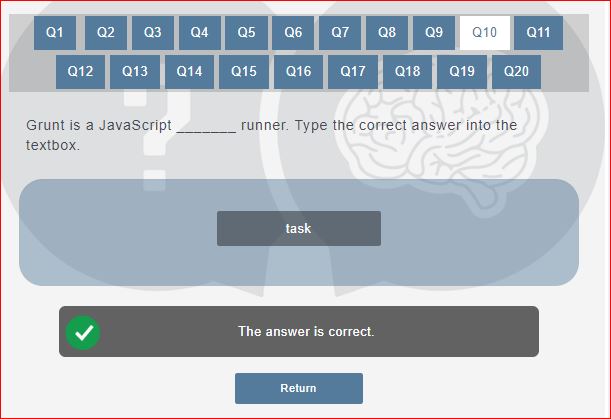 Q1 Q2 Q3 Q4 Q5 Q6 Q7 Q8 Q9 Q10 Q11
Q12 Q13 Q14 Q15 Q16 Q17 Q18 Q19 Q20
Grunt is a JavaScript _______ runner. Type the correct answer into the
textbox.
task
The answer is correct.
Return